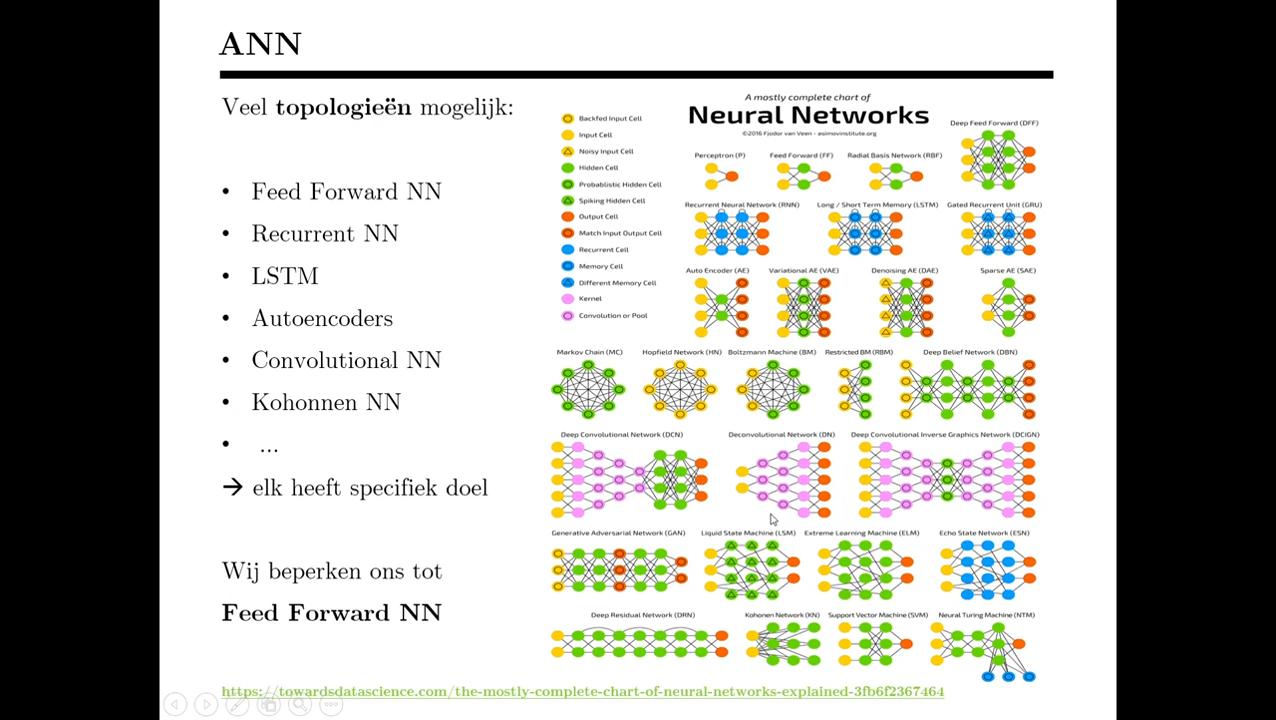 ANN
Veel topologieën mogelijk:
• Feed Forward NN
• Recurrent NN
• LSTM
• Autoencoders
• Convolutional NN
• Kohonnen NN
• ...
→ elk heeft specifiek doel
Wij beperken ons tot
Feed Forward NN
A mostly complete chart of
Neural Networks
©2016 Fjodor van Veen - asimovinstitute.org
Backfed Input Cell
Input Cell
Noisy Input Cell
Hidden Cell
Probablistic Hidden Cell
Spiking Hidden Cell
Output Cell
Match Input Output Cell
Recurrent Cell
Memory Cell
Different Memory Cell
Kernel
Convolution or Pool
Deep Feed Forward (DFF)
Perceptron (P) Feed Forward (FF) Radial Basis Network (RBF)
Recurrent Neural Network (RNN) Long / Short Term Memory (LSTM) Gated Recurrent Unit (GRU)
Auto Encoder (AE) Variational AE (VAE) Denoising AE (DAE) Sparse AE (SAE)
Markov Chain (MC) Hopfield Network (HN) Boltzmann Machine (BM) Restricted BM (RBM) Deep Belief Network (DBN)
Deep Convolutional Network (DCN) Deconvolutional Network (DN) Deep Convolutional Inverse Graphics Network (DCIGN)
Generative Adversarial Network (GAN) Liquid State Machine (LSM) Extreme Learning Machine (ELM) Echo State Network (ESN)
Deep Residual Network (DRN) Kohonen Network (KN) Support Vector Machine (SVM) Neural Turing Machine (NTM)
https://towardsdatascience.com/the-mostly-complete-chart-of-neural-networks-explained-3fb6f2367464